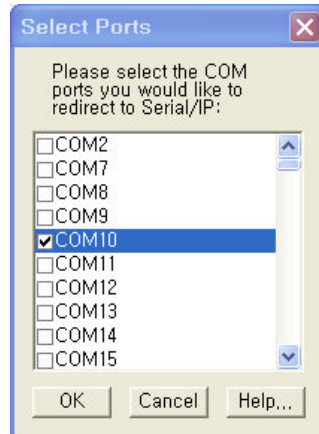 Select Ports
Please select the COM
ports you would like to
redirect to Serial/IP:
COM2
COM7
COM8
COM9
COM10
COM11
COM12
COM13
COM14
COM15
OK
Cancel
Help,,,